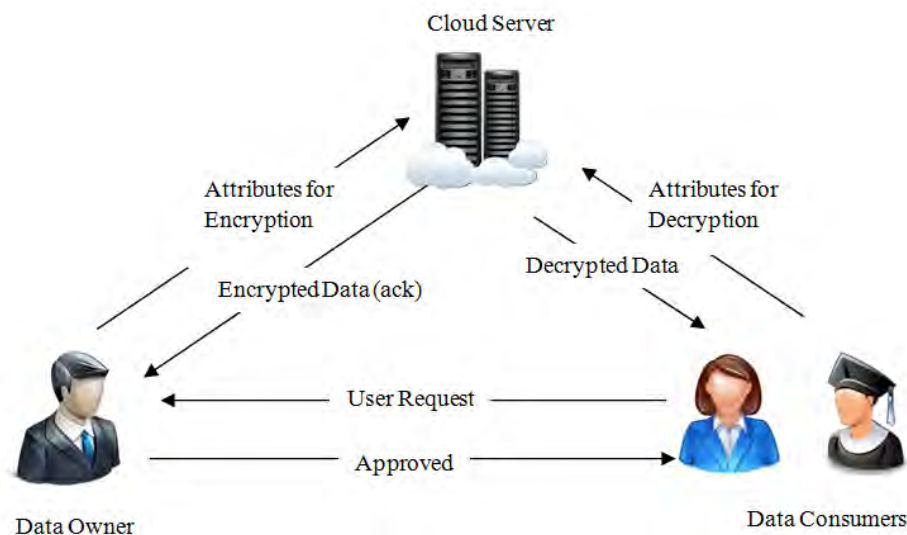 Cloud Server
Attributes for
Encryption
Attributes for
Decryption
Encrypted Data (ack)
Decrypted Data
User Request
Approved
Data Owner
Data Consumers